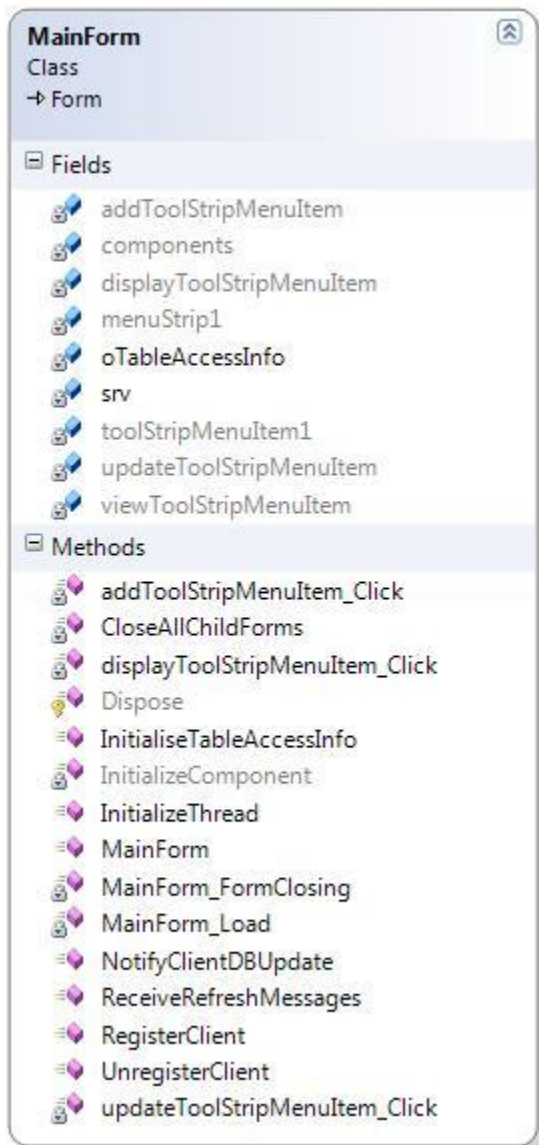 MainForm
Class
Form
Fields
addToolStripMenuItem
components
displayToolStripMenuItem
menuStrip1
oTableAccessInfo
srv
toolStripMenuItem1
updateToolStripMenuItem
viewToolStripMenuItem
Methods
addToolStripMenuItem_Click
CloseAllChildForms
displayToolStripMenuItem_Click
Dispose
InitialiseTableAccessInfo
InitializeComponent
InitializeThread
MainForm
MainForm_FormClosing
MainForm_Load
NotifyClientDBUpdate
ReceiveRefreshMessages
RegisterClient
UnregisterClient
updateToolStripMenuItem_Click